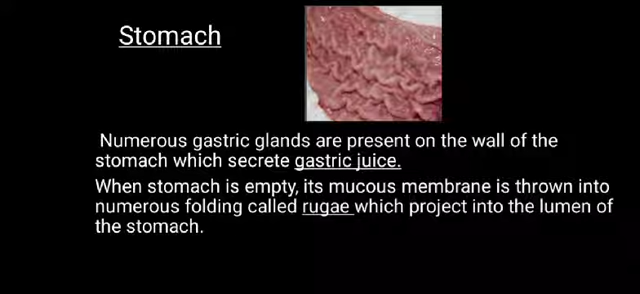 Stomach
Numerous gastric glands are present on the wall of the
stomach which secrete gastric juice.
When stomach is empty, its mucous membrane is thrown into
numerous folding called rugae which project into the lumen of
the stomach.